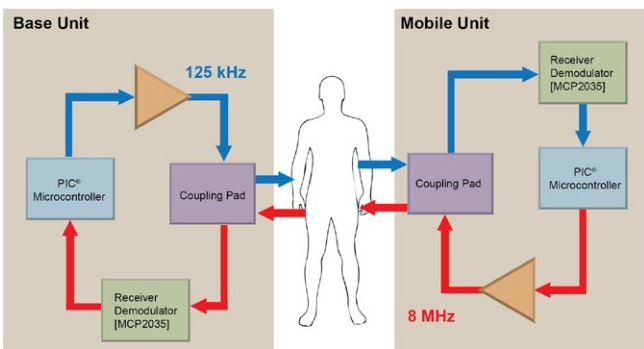 Base Unit
125 kHz
PIC®
Microcontroller
Coupling Pad
Receiver
Demodulator
[MCP2035]
Mobile Unit
Receiver
Demodulator
[MCP2035]
Coupling Pad
PIC®
Microcontroller
8 MHz